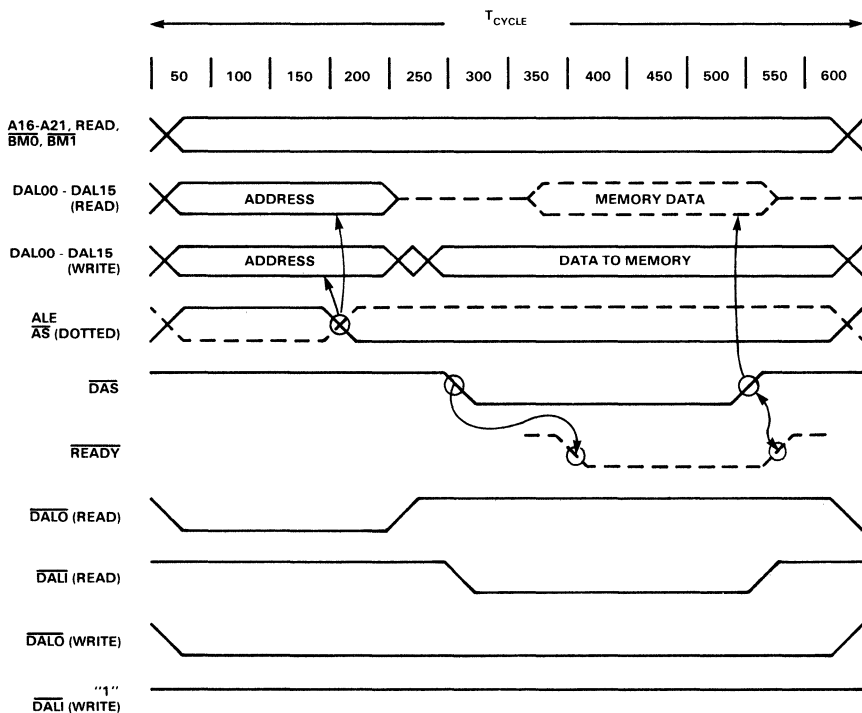 TCYCLE
50 100 150 200 250 300 350 400 450 500 550 600
A16-A21, READ,
BM0, BM1
DAL00 - DAL15
(READ)
ADDRESS
MEMORY DATA
DAL00 - DAL15
(WRITE)
ADDRESS
DATA TO MEMORY
ALE
AS (DOTTED)
DAS
READY
DALO (READ)
DALI (READ)
DALO (WRITE)
"1"
DALI (WRITE)